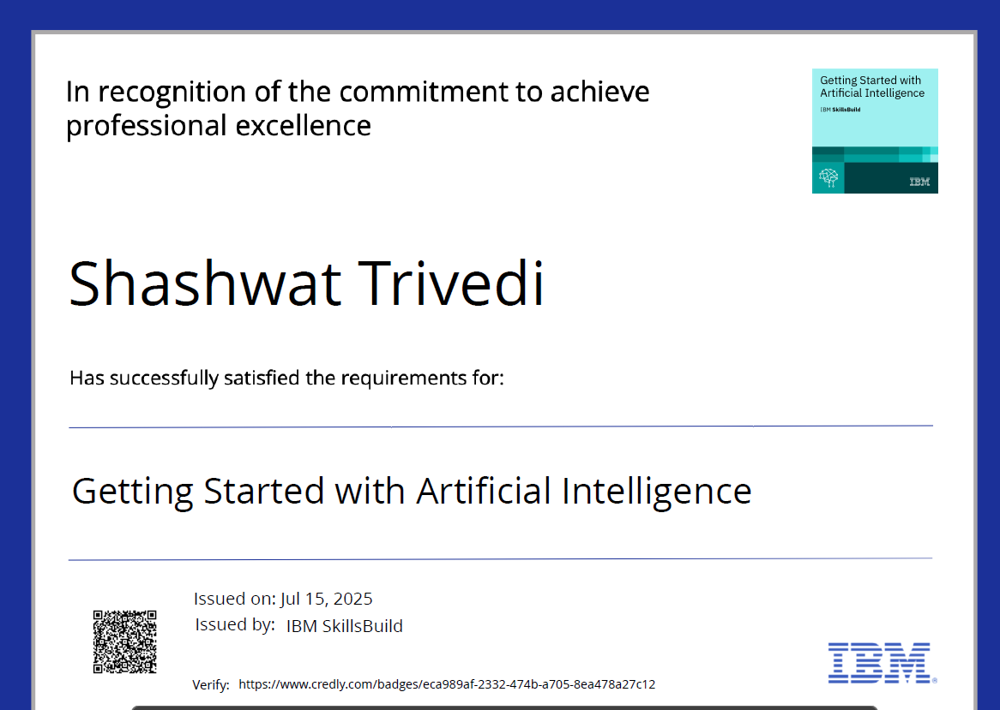 In recognition of the commitment to achieve
professional excellence
Getting Started with
Artificial Intelligence
IBM SkillsBuild
IBM
Shashwat Trivedi
Has successfully satisfied the requirements for:
Getting Started with Artificial Intelligence
Issued on: Jul 15, 2025
Issued by: IBM SkillsBuild
IBM®
Verify: https://www.credly.com/badges/eca989af-2332-474b-a705-8ea478a27c12